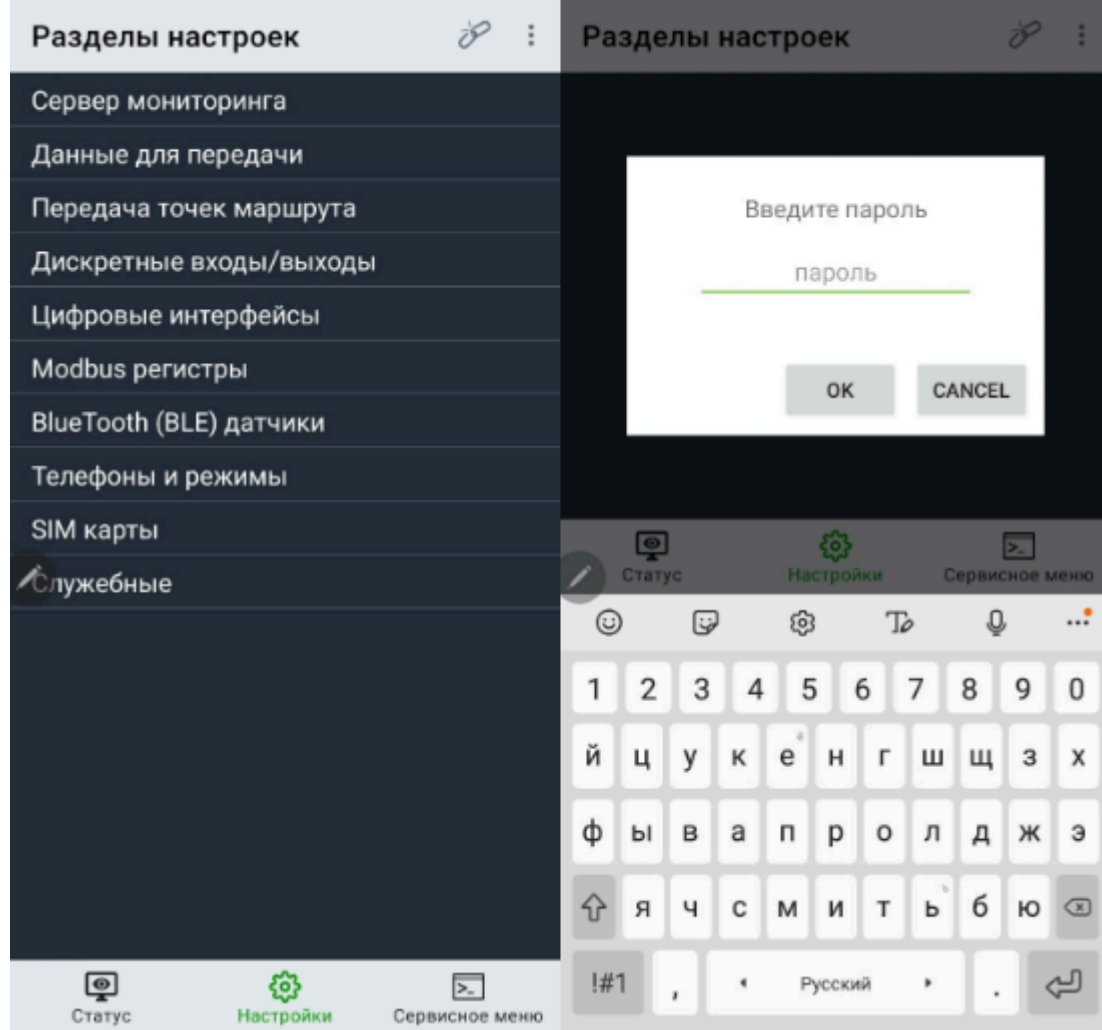 Разделы настроек
Сервер мониторинга
Данные для передачи
Передача точек маршрута
Дискретные входы/выходы
Цифровые интерфейсы
Modbus регистры
BlueTooth (BLE) датчики
Телефоны и режимы
SIM карты
Служебные
Статус Настройки Сервисное меню
Разделы настроек
Введите пароль
пароль
OK CANCEL
Статус Настройки Сервисное меню
1 2 3 4 5 6 7 8 9 0
й ц у к е н г ш щ з х
ф ы в а п р о л д ж э
я ч с м и т ь б ю
!#1 , Русский .